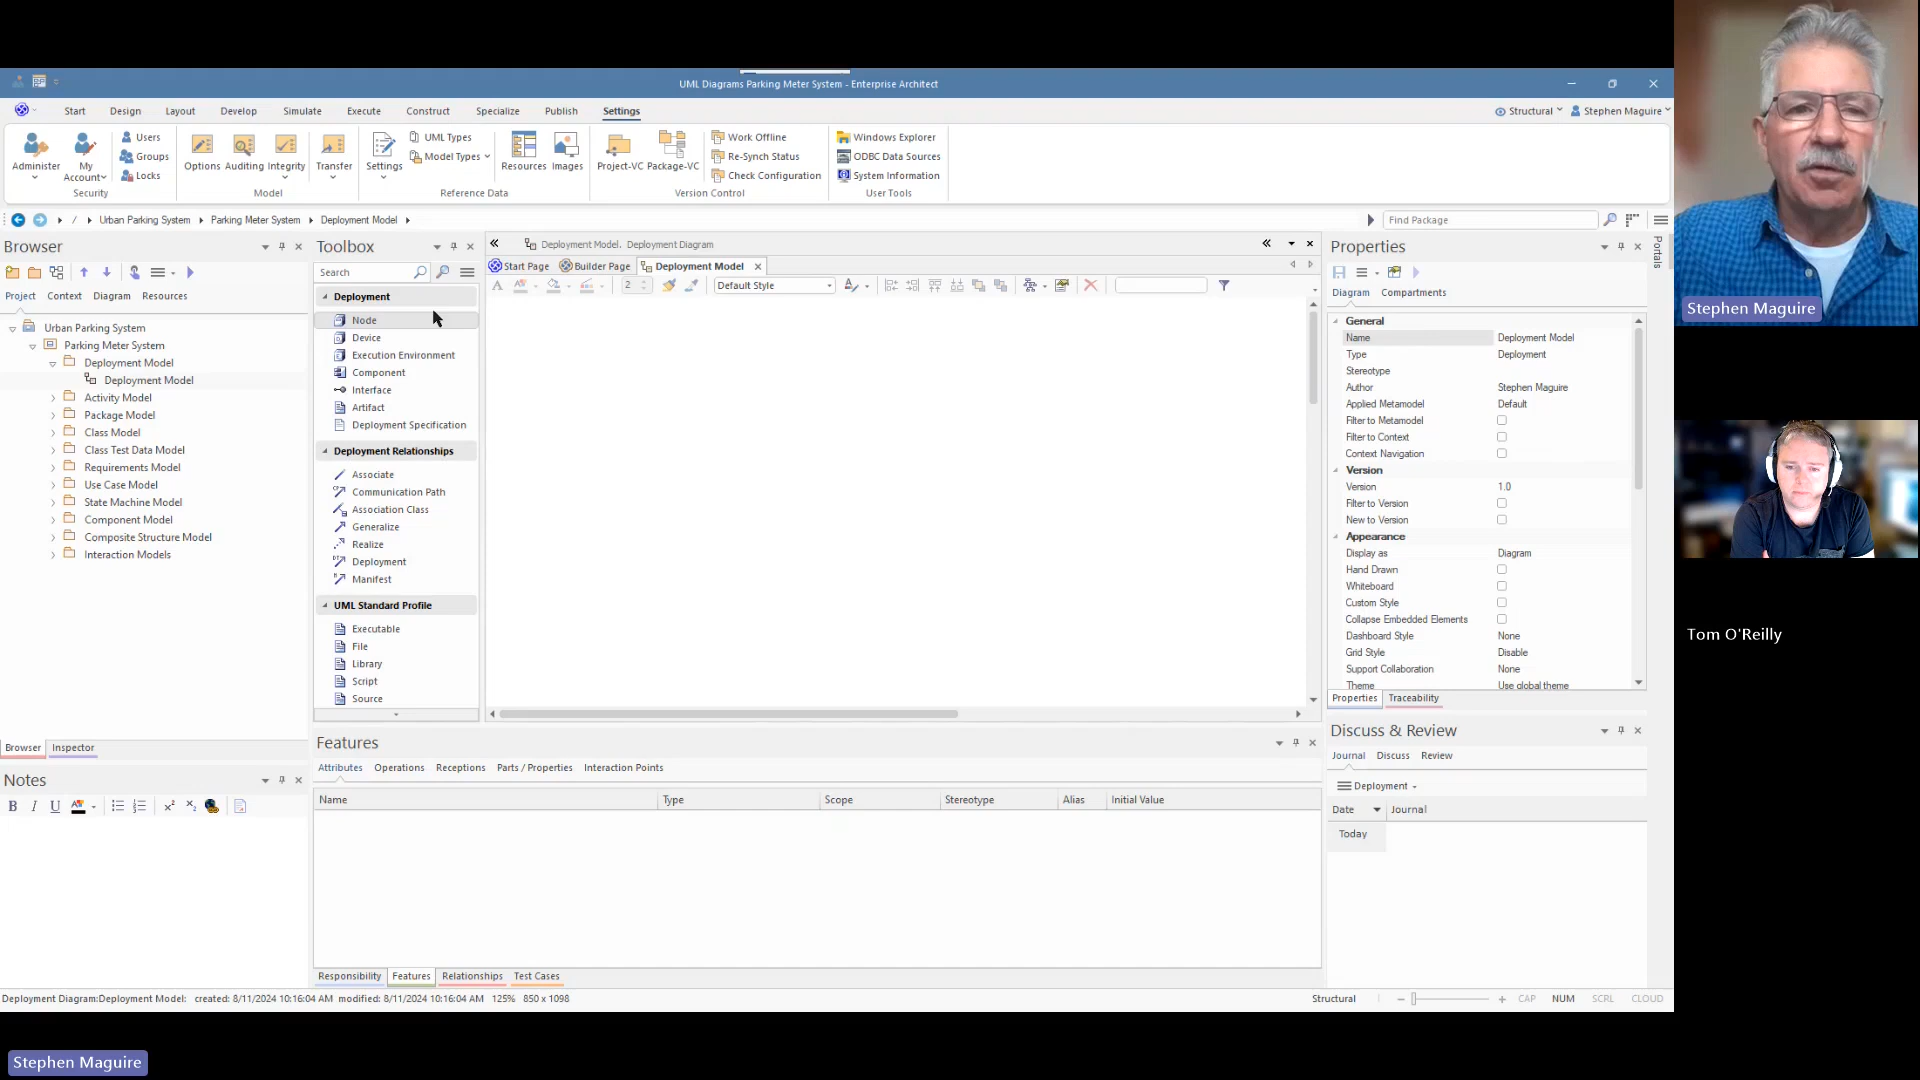 UML Diagrams Parking Meter System - Enterprise Architect
Start Design Layout Develop Simulate Execute Construct Specialize Publish Settings Structural Stephen Maguire
Administer
My Account
Users
Groups
Locks
Security
Options Auditing Integrity
Model
Transfer
Settings
UML Types
Model Types
Resources Images
Reference Data
Project-VC Package-VC
Work Offline
Re-Synch Status
Check Configuration
Version Control
Windows Explorer
ODBC Data Sources
System Information
User Tools
/ Urban Parking System Parking Meter System Deployment Model
Find Package
Portals
Browser
Project Context Diagram Resources
Urban Parking System
Parking Meter System
Deployment Model
Deployment Model
Activity Model
Package Model
Class Model
Class Test Data Model
Requirements Model
Use Case Model
State Machine Model
Component Model
Composite Structure Model
Interaction Models
Browser Inspector
Notes
B I U
Toolbox
Search
Deployment
Node
Device
Execution Environment
Component
Interface
Artifact
Deployment Specification
Deployment Relationships
Associate
Communication Path
Association Class
Generalize
Realize
Deployment
Manifest
UML Standard Profile
Executable
File
Library
Script
Source
Deployment Model. Deployment Diagram
Start Page Builder Page Deployment Model
2 Default Style
Features
Attributes Operations Receptions Parts / Properties Interaction Points
Name Type Scope Stereotype Alias Initial Value
Responsibility Features Relationships Test Cases
Properties
Diagram Compartments
General
Name Deployment Model
Type Deployment
Stereotype
Author Stephen Maguire
Applied Metamodel Default
Filter to Metamodel
Filter to Context
Context Navigation
Version
Version 1.0
Filter to Version
New to Version
Appearance
Display as Diagram
Hand Drawn
Whiteboard
Custom Style
Collapse Embedded Elements
Dashboard Style None
Grid Style Disable
Support Collaboration None
Theme Use global theme
Properties Traceability
Discuss & Review
Journal Discuss Review
Deployment
Date Journal
Today
Deployment Diagram:Deployment Model: created: 8/11/2024 10:16:04 AM modified: 8/11/2024 10:16:04 AM 125% 850 x 1098
Structural CAP NUM SCRL CLOUD
Stephen Maguire
Tom O'Reilly
Stephen Maguire